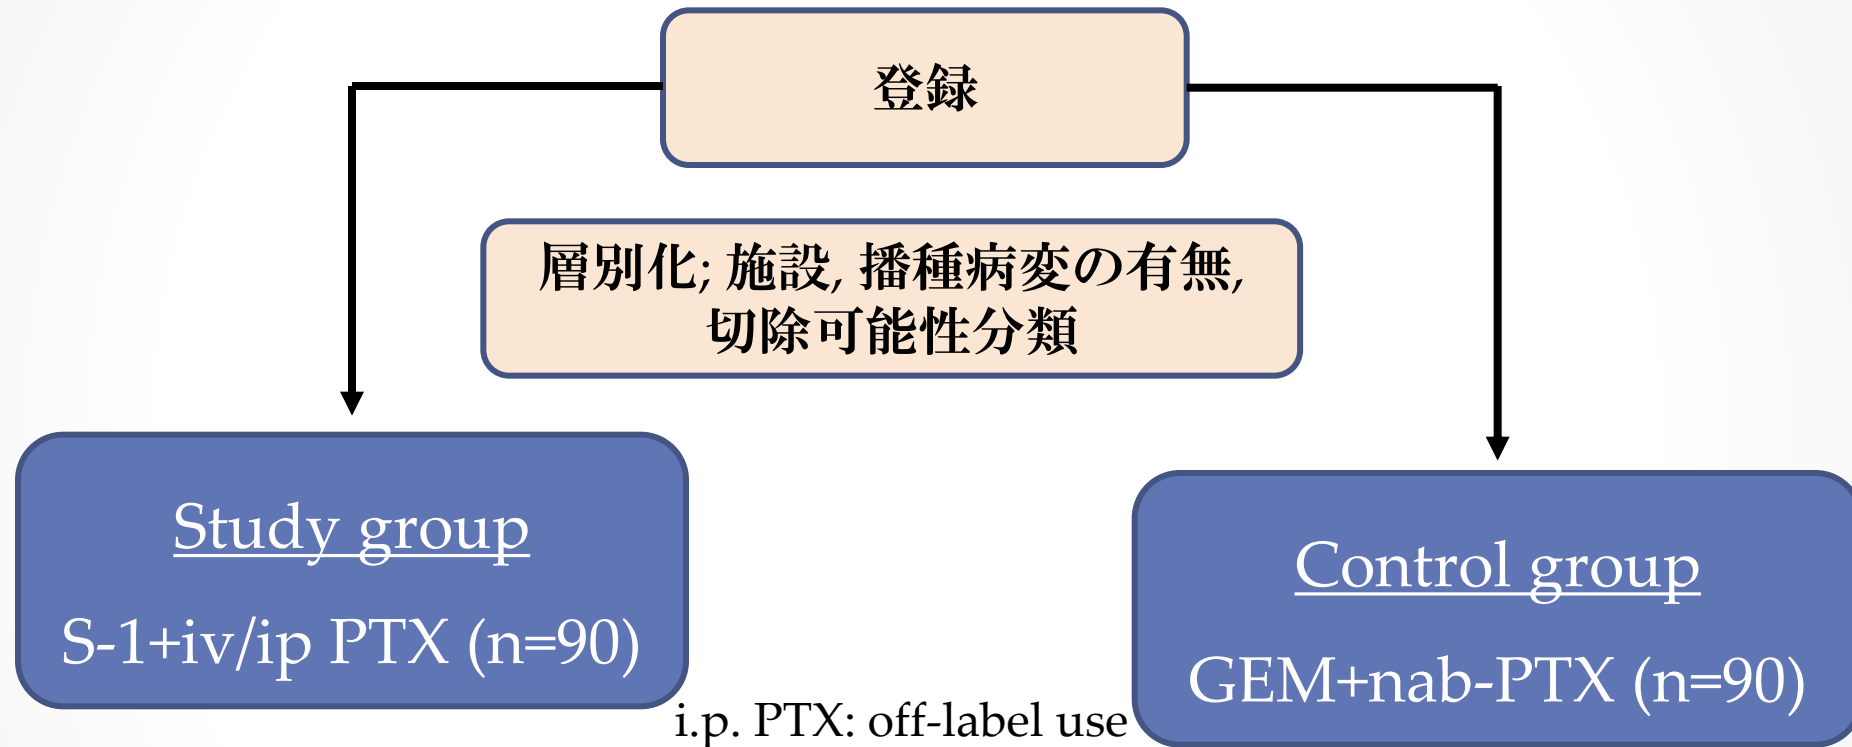 登録
層別化; 施設, 播種病変の有無,
切除可能性分類
Study group
S-1+iv/ip PTX (n=90)
Control group
GEM+nab-PTX (n=90)
i.p. PTX: off-label use